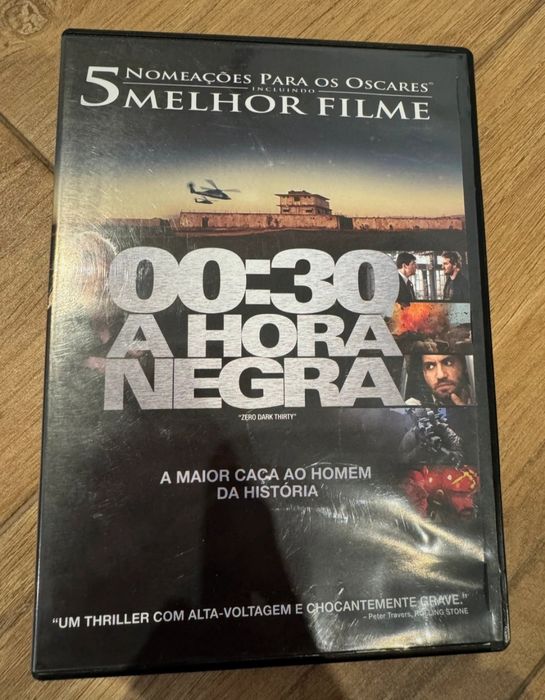 5 NOMEAÇÕES PARA OS OSCARES™
INCLUINDO
MELHOR FILME
00:30
A HORA
NEGRA
"ZERO DARK THIRTY"
A MAIOR CAÇA AO HOMEM
DA HISTÓRIA
"UM THRILLER COM ALTA-VOLTAGEM E CHOCANTEMENTE GRAVE."
– Peter Travers, ROLLING STONE